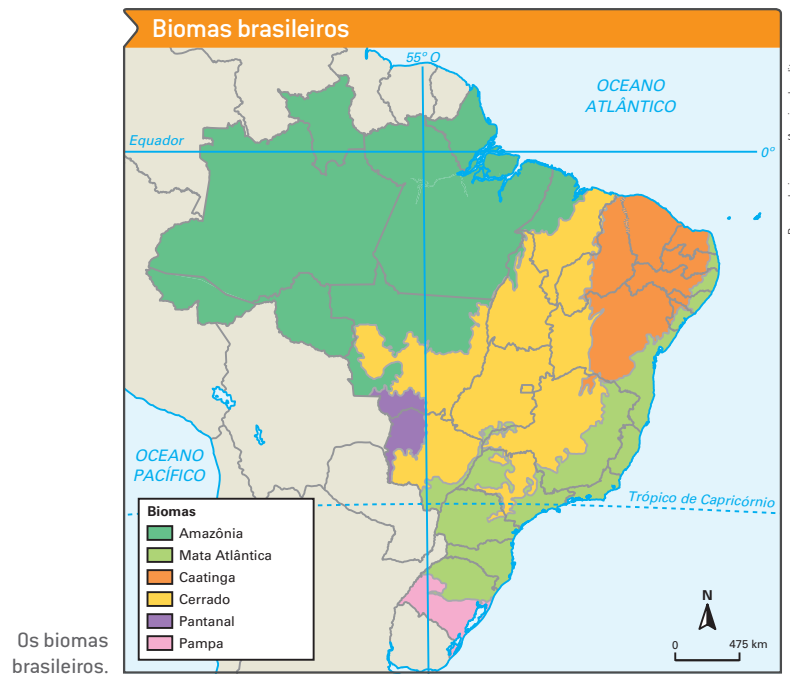 Biomas brasileiros
55° O
OCEANO
ATLÂNTICO
Equador
0°
OCEANO
PACÍFICO
Trópico de Capricórnio
Biomas
Amazônia
Mata Atlântica
Caatinga
Cerrado
Pantanal
Pampa
N
0 475 km
Os biomas
brasileiros.